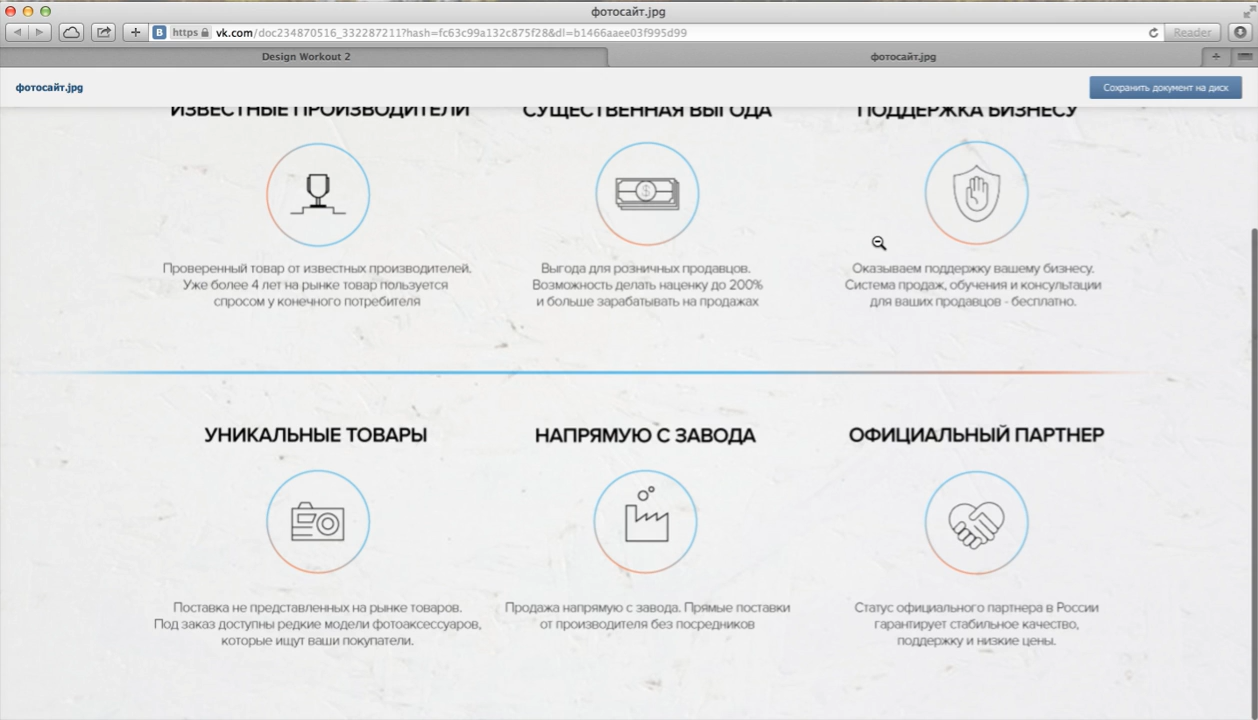 фотосайт.jpg
https vk.com/doc234870516_332287211?hash=fc63c99a132c875f28&dl=b1466aaee03f995d99
Reader
Design Workout 2
фотосайт.jpg
фотосайт.jpg
Сохранить документ на диск
ИЗВЕСТНЫЕ ПРОИЗВОДИТЕЛИ
СУЩЕСТВЕННАЯ ВЫГОДА
ПОДДЕРЖКА БИЗНЕСУ
Проверенный товар от известных производителей.
Уже более 4 лет на рынке товар пользуется
спросом у конечного потребителя
Выгода для розничных продавцов.
Возможность делать наценку до 200%
и больше зарабатывать на продажах
Оказываем поддержку вашему бизнесу.
Система продаж, обучения и консультации
для ваших продавцов - бесплатно.
УНИКАЛЬНЫЕ ТОВАРЫ
НАПРЯМУЮ С ЗАВОДА
ОФИЦИАЛЬНЫЙ ПАРТНЕР
Поставка не представленных на рынке товаров.
Под заказ доступны редкие модели фотоаксессуаров,
которые ищут ваши покупатели.
Продажа напрямую с завода. Прямые поставки
от производителя без посредников
Статус официального партнера в России
гарантирует стабильное качество,
поддержку и низкие цены.